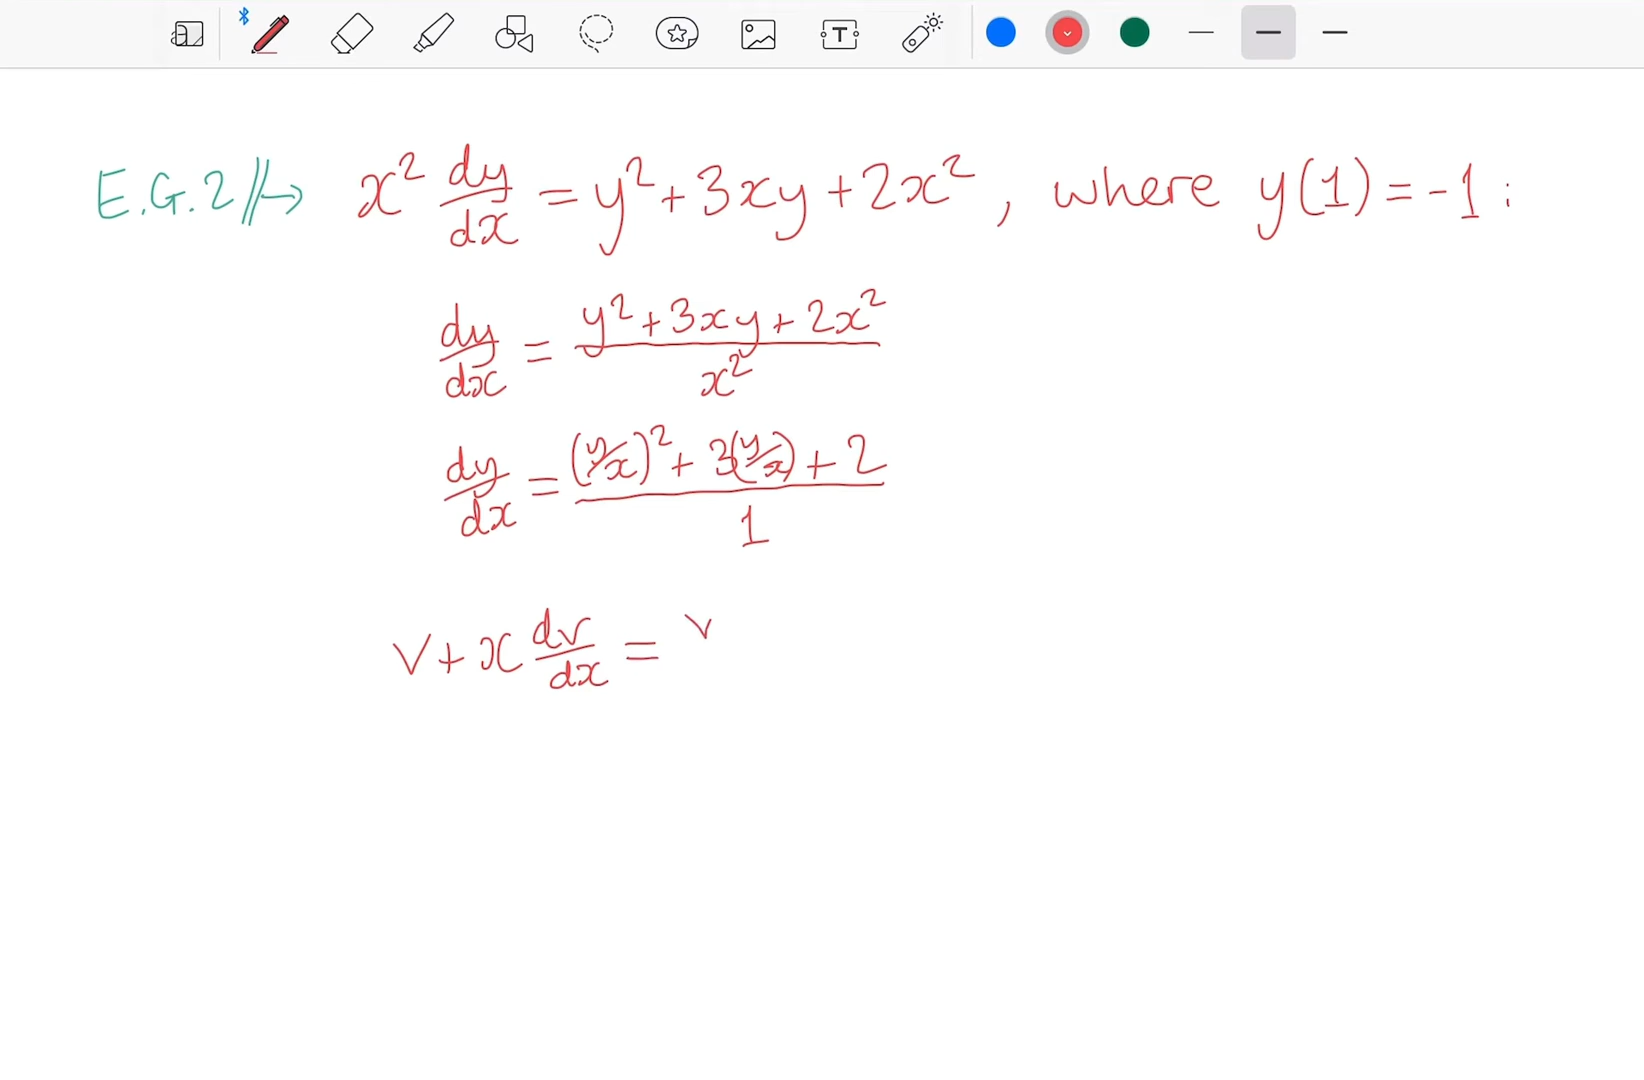 E.G.2//→ x² dy/dx = y² + 3xy + 2x² , where y(1) = -1 :
dy/dx = (y² + 3xy + 2x²)/x²
dy/dx = ((y/x)² + 3(y/x) + 2)/1
v + x dv/dx = v